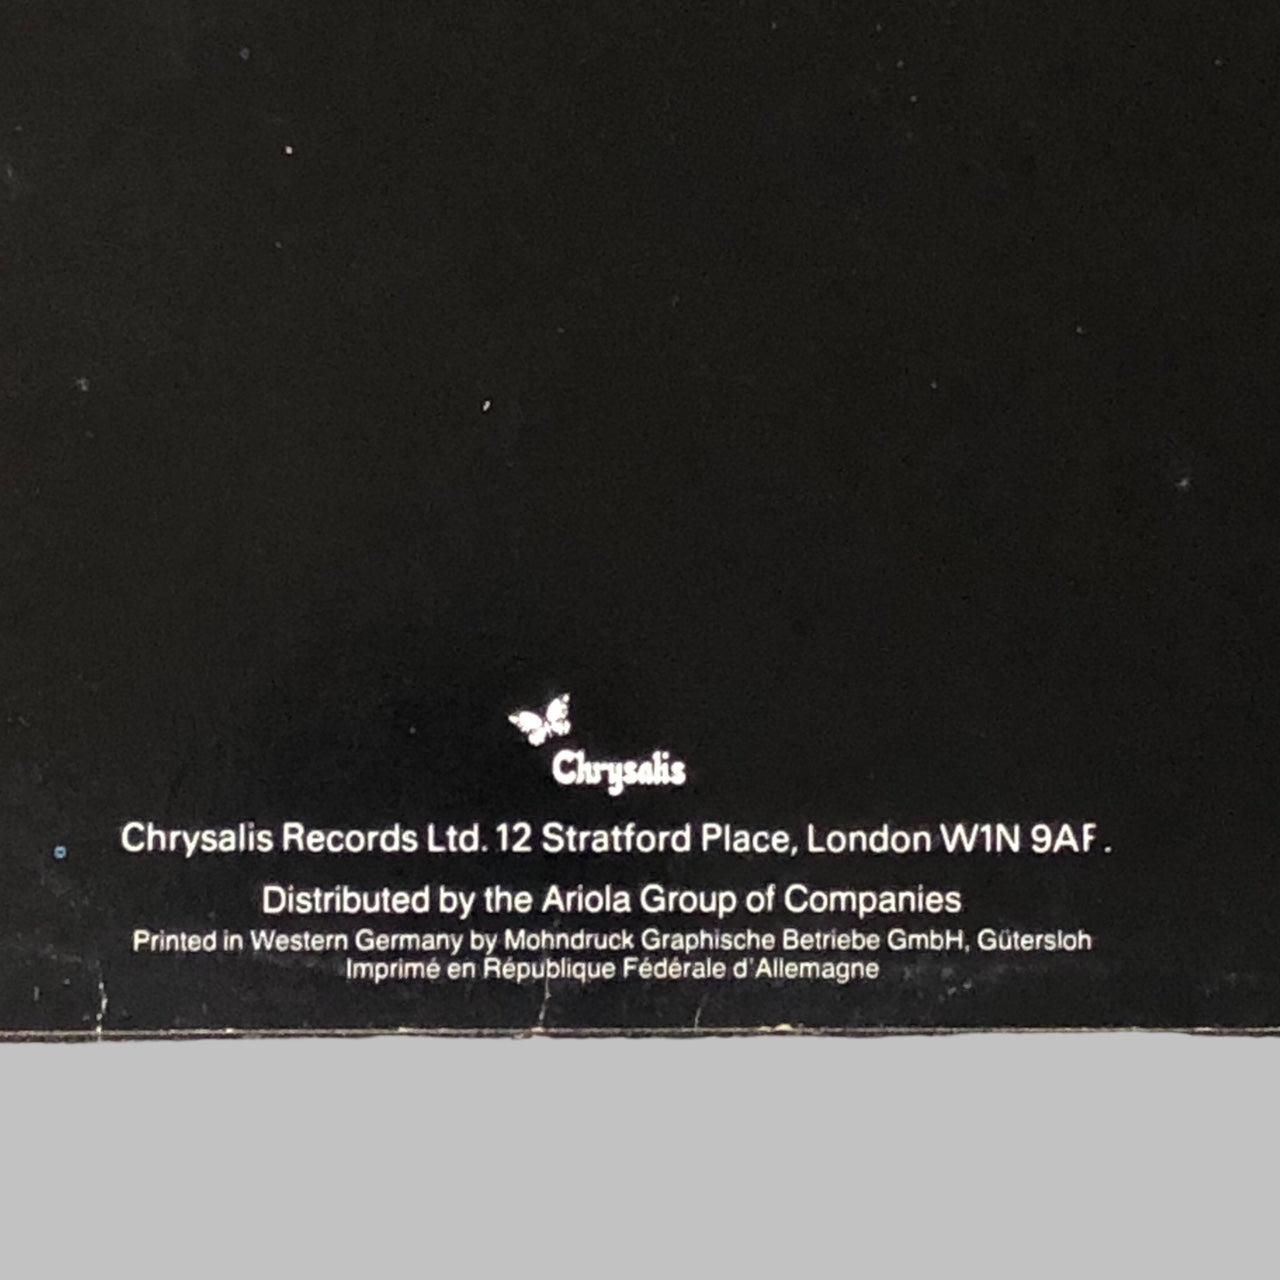 Chrysalis
Chrysalis Records Ltd. 12 Stratford Place, London W1N 9AF.
Distributed by the Ariola Group of Companies
Printed in Western Germany by Mohndruck Graphische Betriebe GmbH, Gütersloh
Imprimé en République Fédérale d'Allemagne